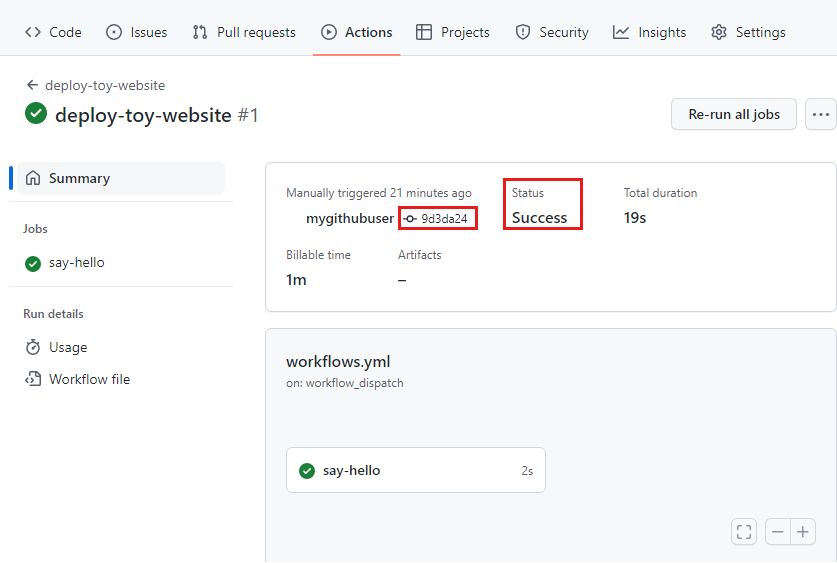 Code Issues Pull requests Actions Projects Security Insights Settings
deploy-toy-website
deploy-toy-website #1
Re-run all jobs
Summary
Jobs
say-hello
Run details
Usage
Workflow file
Manually triggered 21 minutes ago
mygithubuser 9d3da24
Status
Success
Total duration
19s
Billable time
1m
Artifacts
–
workflows.yml
on: workflow_dispatch
say-hello 2s